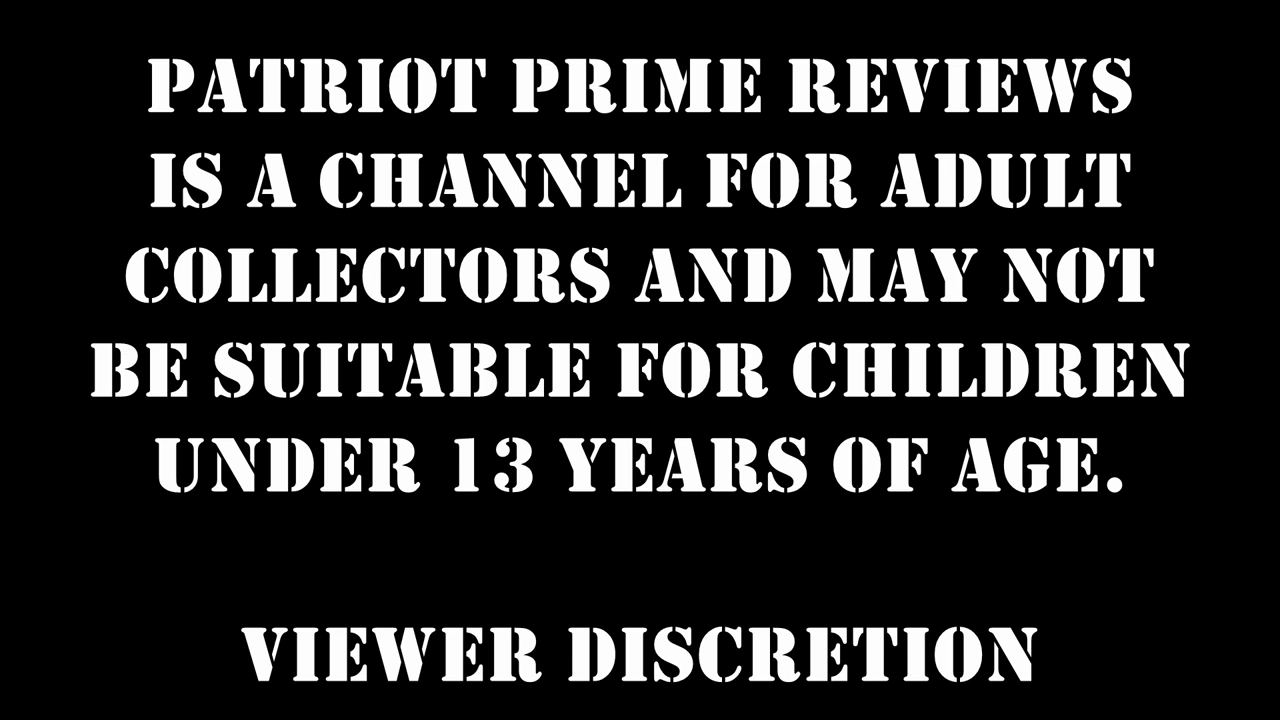 PATRIOT PRIME REVIEWS
IS A CHANNEL FOR ADULT
COLLECTORS AND MAY NOT
BE SUITABLE FOR CHILDREN
UNDER 13 YEARS OF AGE.
VIEWER DISCRETION